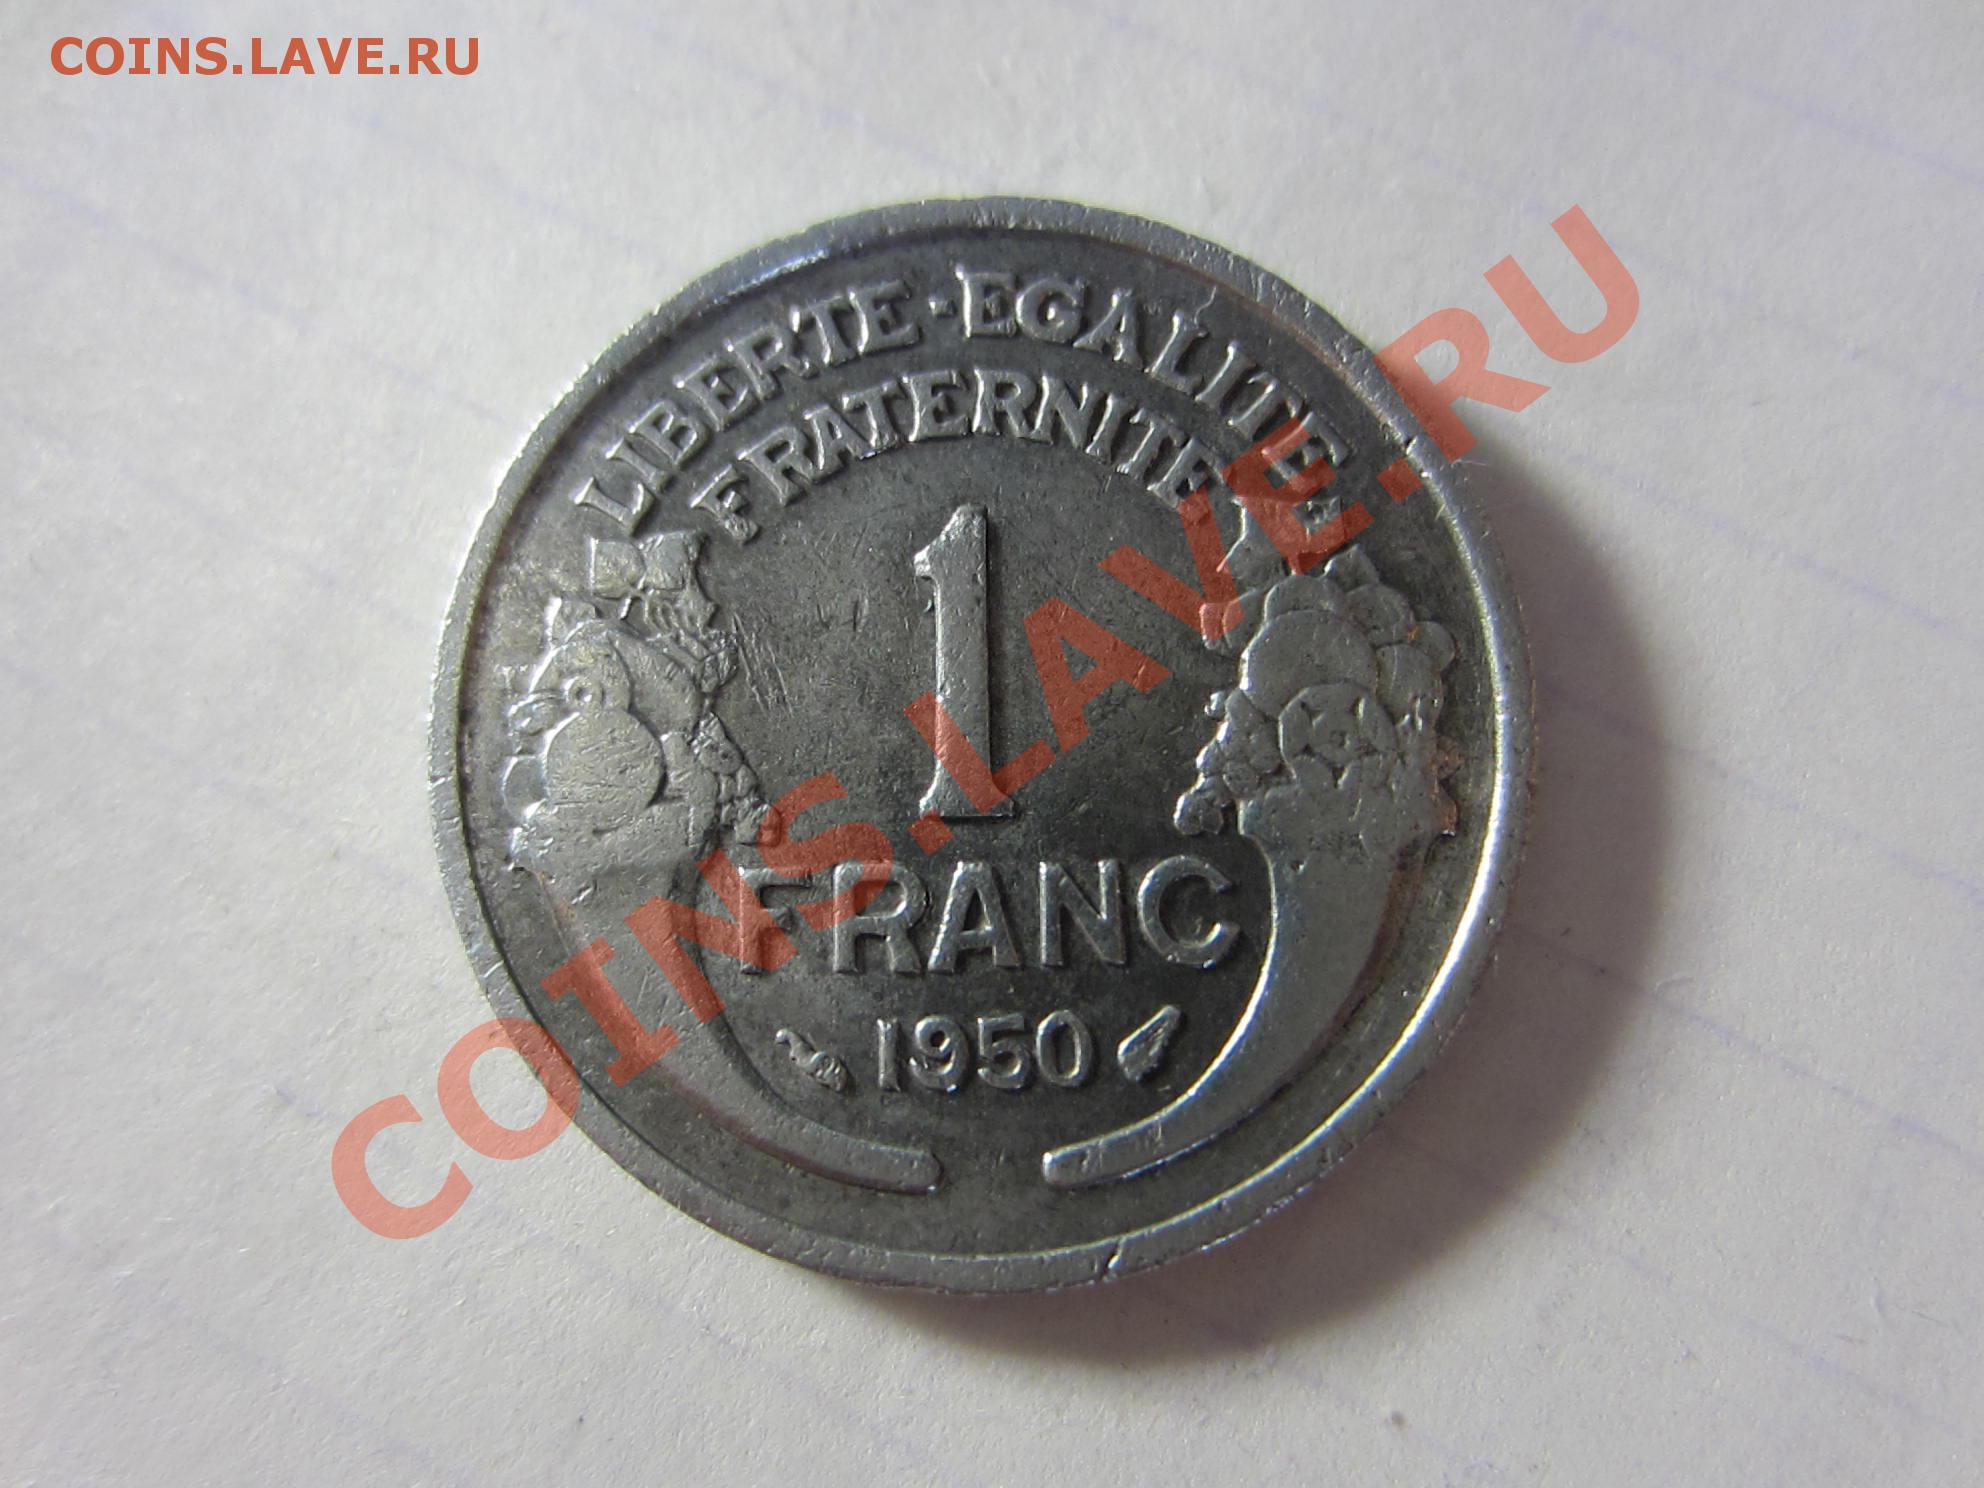 COINS.LAVE.RU
LIBERTE·EGALITE
FRATERNITE
1
FRANC
1950
COINS.LAVE.RU